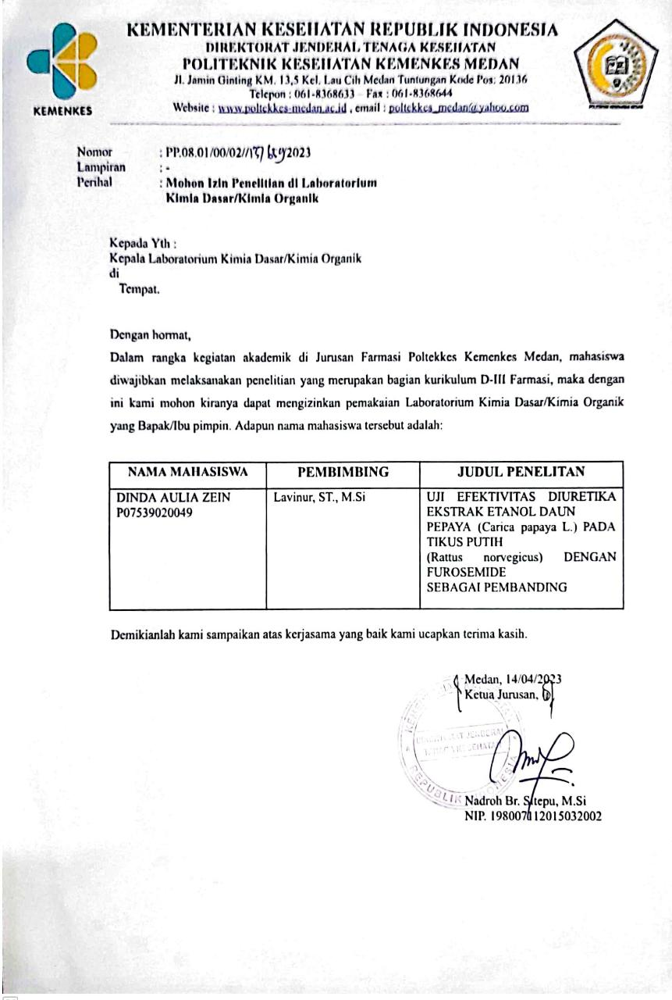 KEMENKES
KEMENTERIAN KESEHATAN REPUBLIK INDONESIA
DIREKTORAT JENDERAL TENAGA KESEHATAN
POLITEKNIK KESEHATAN KEMENKES MEDAN
Jl. Jamin Ginting KM. 13,5 Kel. Lau Cih Medan Tuntungan Kode Pos: 20136
Telepon : 061-8368633 Fax : 061-8368644
Website : www.poltekkes-medan.ac.id , email : poltekkes_medan@yahoo.com
Nomor : PP.08.01/00/02/ 2023
Lampiran : -
Perihal : Mohon Izin Penelitian di Laboratorium
Kimia Dasar/Kimia Organik
Kepada Yth :
Kepala Laboratorium Kimia Dasar/Kimia Organik
di
Tempat.
Dengan hormat,
Dalam rangka kegiatan akademik di Jurusan Farmasi Poltekkes Kemenkes Medan, mahasiswa
diwajibkan melaksanakan penelitian yang merupakan bagian kurikulum D-III Farmasi, maka dengan
ini kami mohon kiranya dapat mengizinkan pemakaian Laboratorium Kimia Dasar/Kimia Organik
yang Bapak/Ibu pimpin. Adapun nama mahasiswa tersebut adalah:
NAMA MAHASISWA PEMBIMBING JUDUL PENELITAN
DINDA AULIA ZEIN
P07539020049
Lavinur, ST., M.Si
UJI EFEKTIVITAS DIURETIKA
EKSTRAK ETANOL DAUN
PEPAYA (Carica papaya L.) PADA
TIKUS PUTIH
(Rattus norvegicus) DENGAN
FUROSEMIDE
SEBAGAI PEMBANDING
Demikianlah kami sampaikan atas kerjasama yang baik kami ucapkan terima kasih.
Medan, 14/04/2023
Ketua Jurusan,
DIREKTORAT JENDERAL
TENAGA KESEHATAN
REPUBLIK INDONESIA
Nadroh Br. Sitepu, M.Si
NIP. 198007112015032002